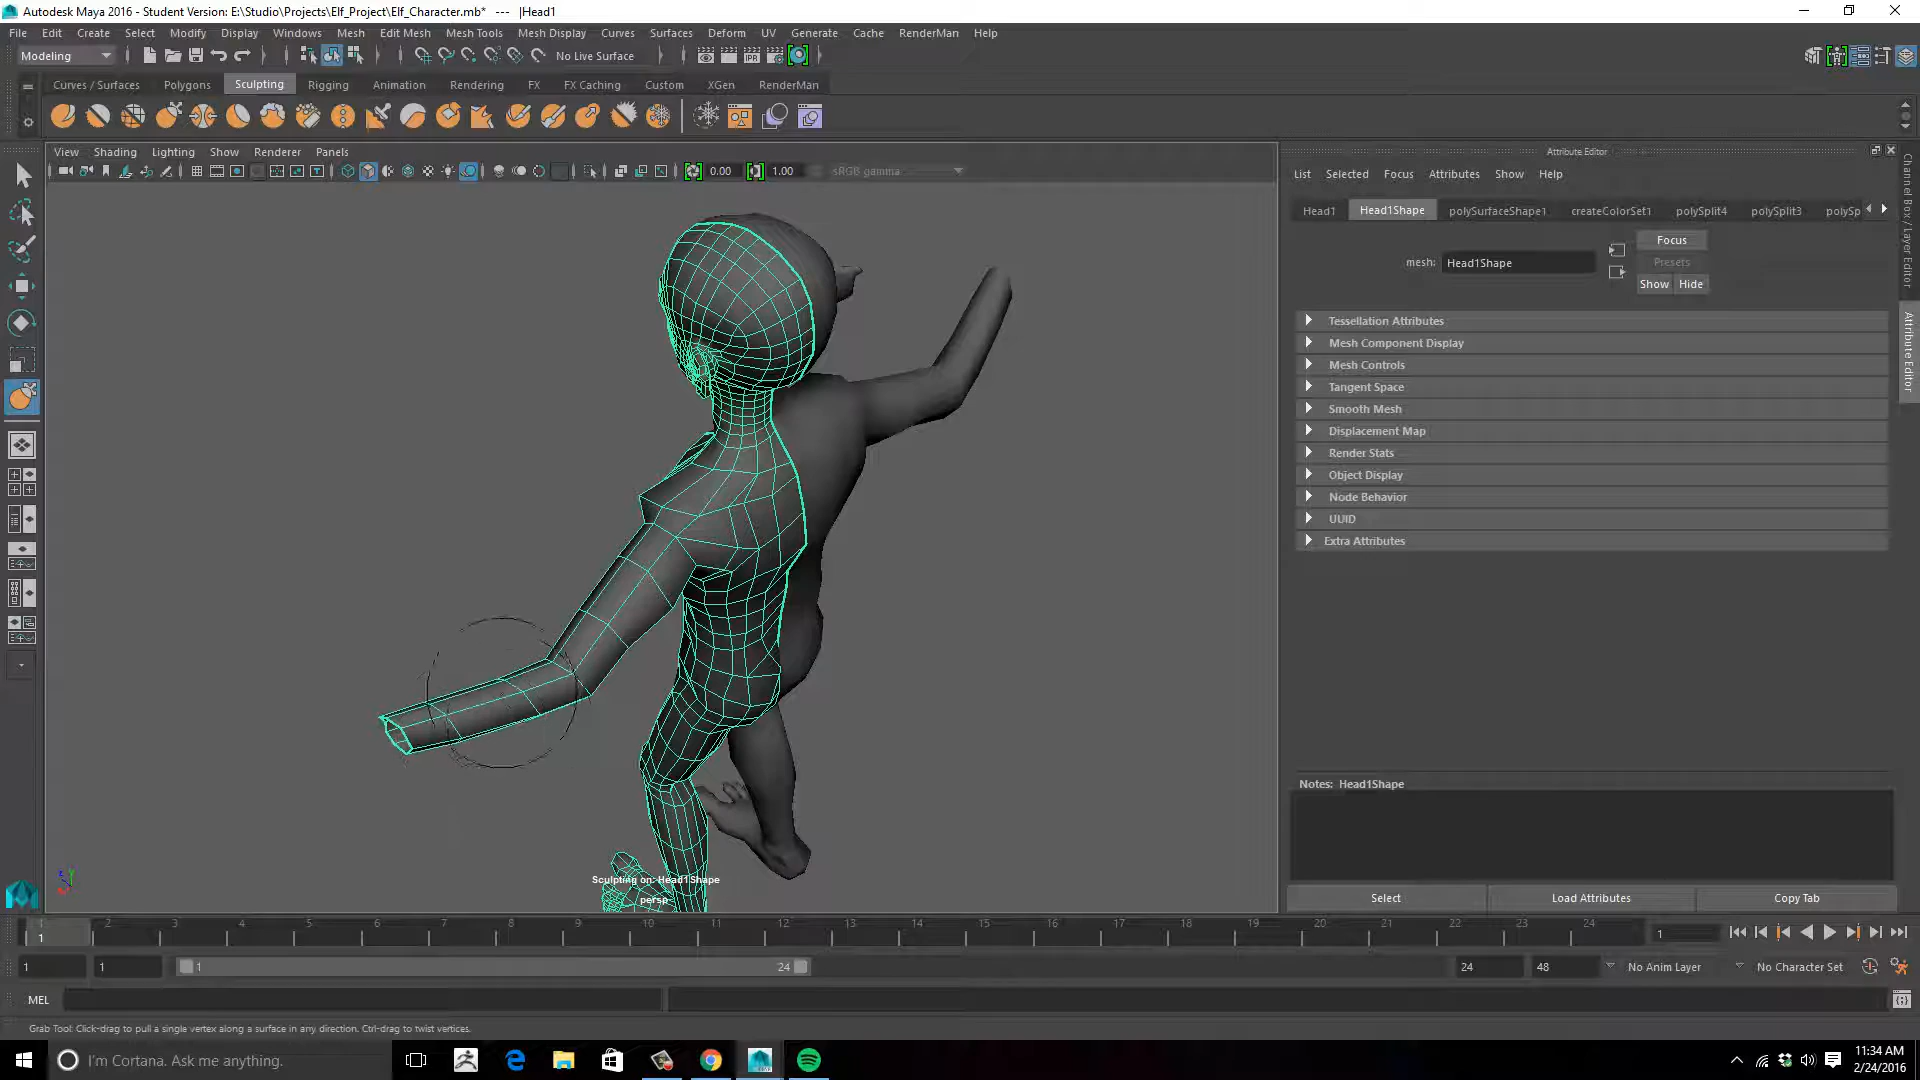 Autodesk Maya 2016 - Student Version: E:\Studio\Projects\Elf_Project\Elf_Character.mb* --- |Head1
File Edit Create Select Modify Display Windows Mesh Edit Mesh Mesh Tools Mesh Display Curves Surfaces Deform UV Generate Cache RenderMan Help
Modeling No Live Surface
Curves / Surfaces Polygons Sculpting Rigging Animation Rendering FX FX Caching Custom XGen RenderMan
View Shading Lighting Show Renderer Panels
0.00 1.00 sRGB gamma
Attribute Editor
List Selected Focus Attributes Show Help
Head1 Head1Shape polySurfaceShape1 createColorSet1 polySplit4 polySplit3 polySp
Focus
mesh: Head1Shape
Presets
Show Hide
Tessellation Attributes
Mesh Component Display
Mesh Controls
Tangent Space
Smooth Mesh
Displacement Map
Render Stats
Object Display
Node Behavior
UUID
Extra Attributes
Channel Box / Layer Editor
Attribute Editor
Notes: Head1Shape
Sculpting on: Head1Shape
persp
Select Load Attributes Copy Tab
1 2 3 4 5 6 7 8 9 10 11 12 13 14 15 16 17 18 19 20 21 22 23 24
1 1
1 1 1 24 24 48 No Anim Layer No Character Set
MEL
Grab Tool: Click-drag to pull a single vertex along a surface in any direction. Ctrl-drag to twist vertices.
I'm Cortana. Ask me anything.
11:34 AM
2/24/2016